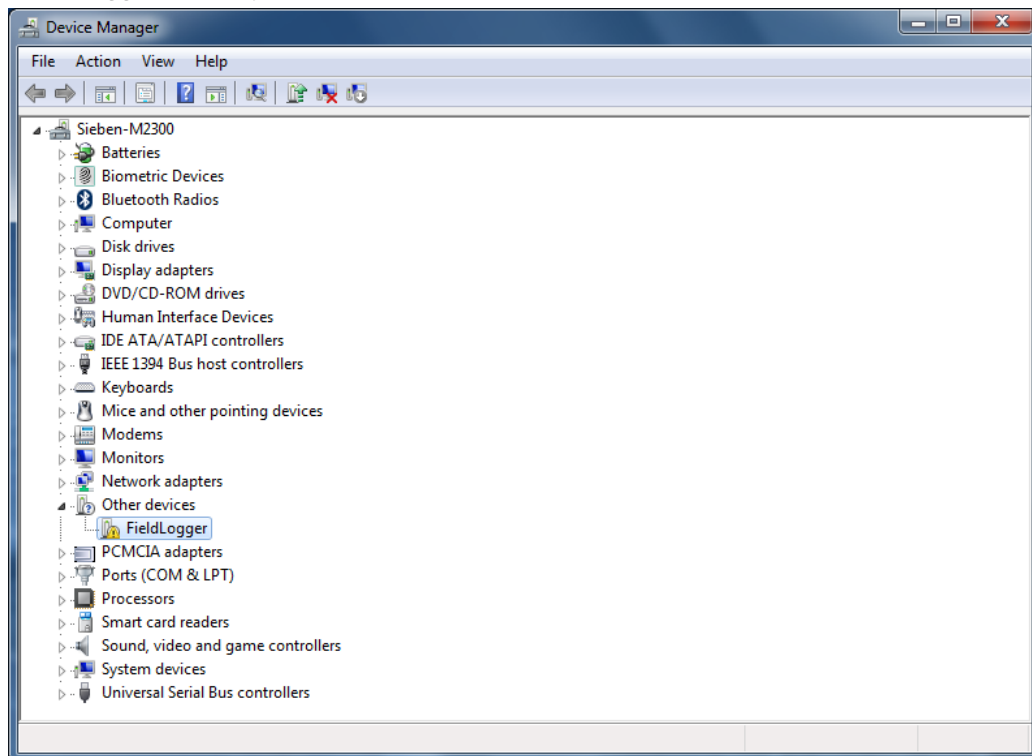 Device Manager
File Action View Help
Sieben-M2300
Batteries
Biometric Devices
Bluetooth Radios
Computer
Disk drives
Display adapters
DVD/CD-ROM drives
Human Interface Devices
IDE ATA/ATAPI controllers
IEEE 1394 Bus host controllers
Keyboards
Mice and other pointing devices
Modems
Monitors
Network adapters
Other devices
FieldLogger
PCMCIA adapters
Ports (COM & LPT)
Processors
Smart card readers
Sound, video and game controllers
System devices
Universal Serial Bus controllers